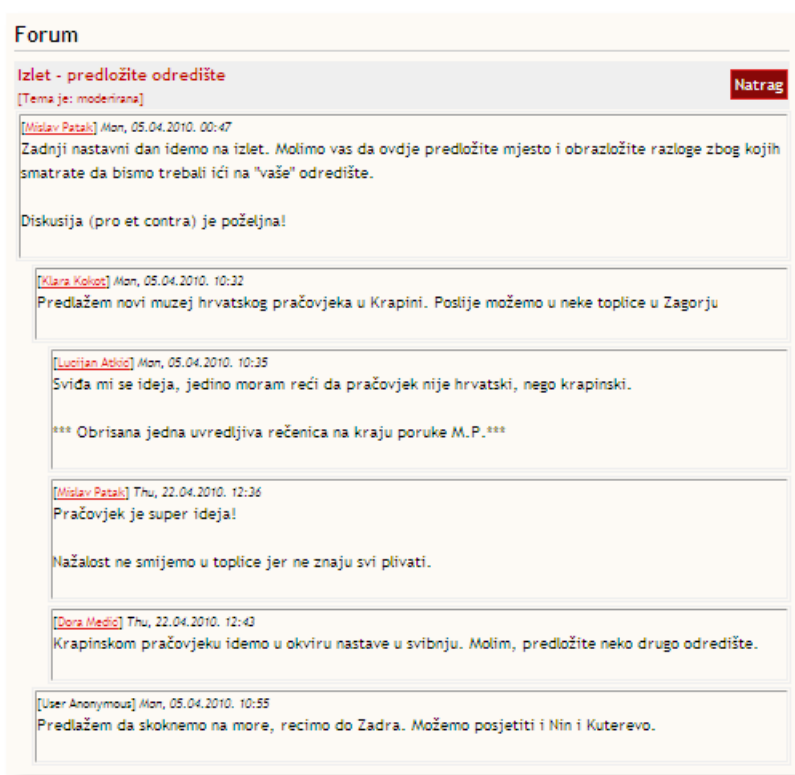 Forum
Izlet - predložite odredište
[Tema je: moderirana]
Natrag
[Mislav Patak] Mon, 05.04.2010. 00:47
Zadnji nastavni dan idemo na izlet. Molimo vas da ovdje predložite mjesto i obrazložite razloge zbog kojih
smatrate da bismo trebali ići na "vaše" odredište.
Diskusija (pro et contra) je poželjna!
[Klara Kokot] Mon, 05.04.2010. 10:32
Predlažem novi muzej hrvatskog pračovjeka u Krapini. Poslije možemo u neke toplice u Zagorju
[Lucijan Atkić] Mon, 05.04.2010. 10:35
Sviđa mi se ideja, jedino moram reći da pračovjek nije hrvatski, nego krapinski.
*** Obrisana jedna uvredljiva rečenica na kraju poruke M.P.***
[Mislav Patak] Thu, 22.04.2010. 12:36
Pračovjek je super ideja!
Nažalost ne smijemo u toplice jer ne znaju svi plivati.
[Dora Medić] Thu, 22.04.2010. 12:43
Krapinskom pračovjeku idemo u okviru nastave u svibnju. Molim, predložite neko drugo odredište.
[User Anonymous] Mon, 05.04.2010. 10:55
Predlažem da skoknemo na more, recimo do Zadra. Možemo posjetiti i Nin i Kuterevo.